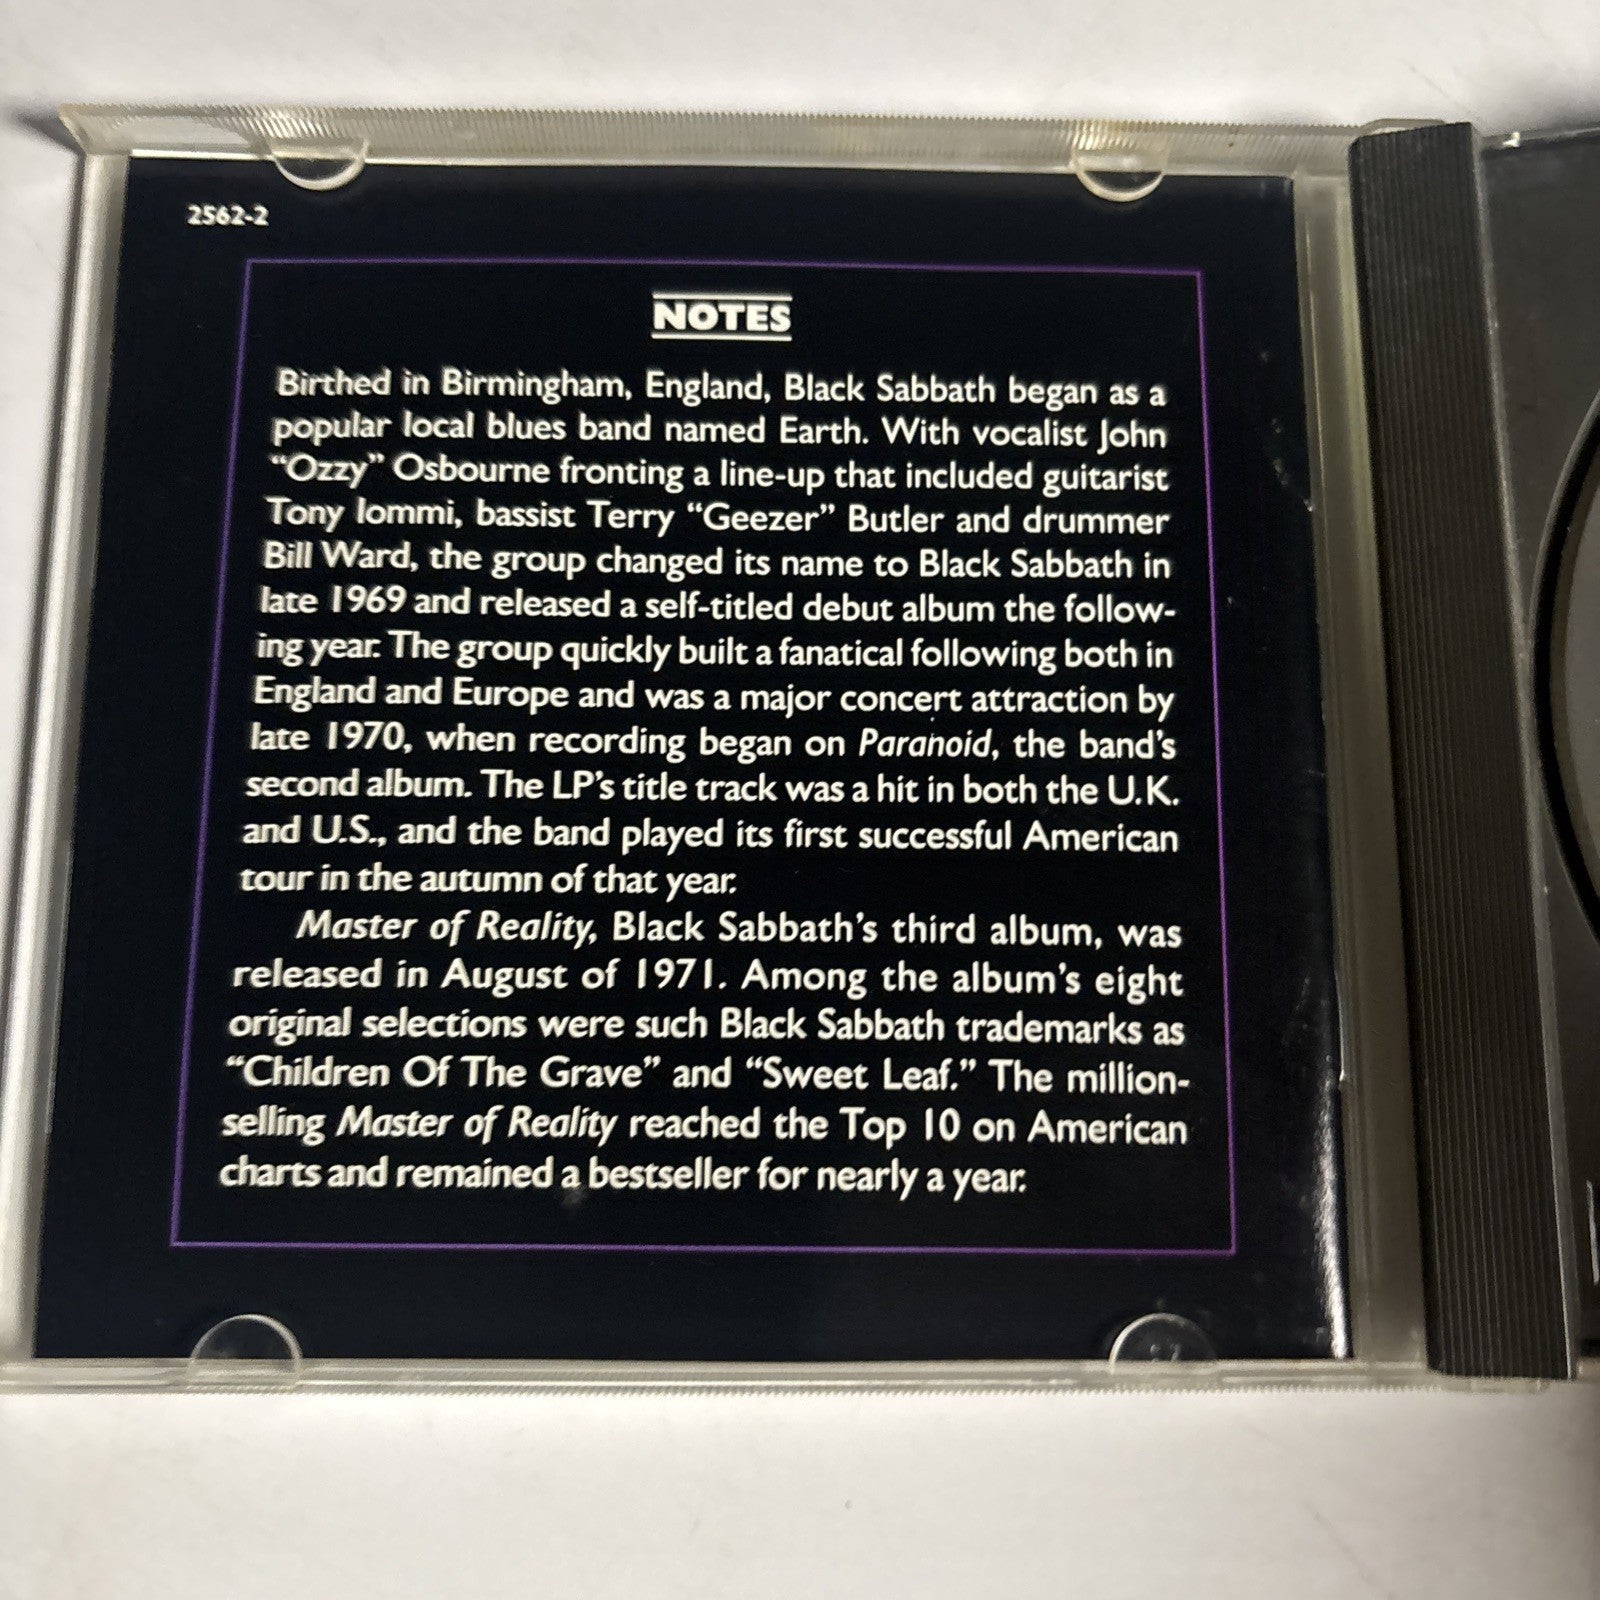 2562-2
NOTES
Birthed in Birmingham, England, Black Sabbath began as a
popular local blues band named Earth. With vocalist John
“Ozzy” Osbourne fronting a line-up that included guitarist
Tony Iommi, bassist Terry “Geezer” Butler and drummer
Bill Ward, the group changed its name to Black Sabbath in
late 1969 and released a self-titled debut album the follow-
ing year. The group quickly built a fanatical following both in
England and Europe and was a major concert attraction by
late 1970, when recording began on Paranoid, the band’s
second album. The LP’s title track was a hit in both the U.K.
and U.S., and the band played its first successful American
tour in the autumn of that year.
Master of Reality, Black Sabbath’s third album, was
released in August of 1971. Among the album’s eight
original selections were such Black Sabbath trademarks as
“Children Of The Grave” and “Sweet Leaf.” The million-
selling Master of Reality reached the Top 10 on American
charts and remained a bestseller for nearly a year.